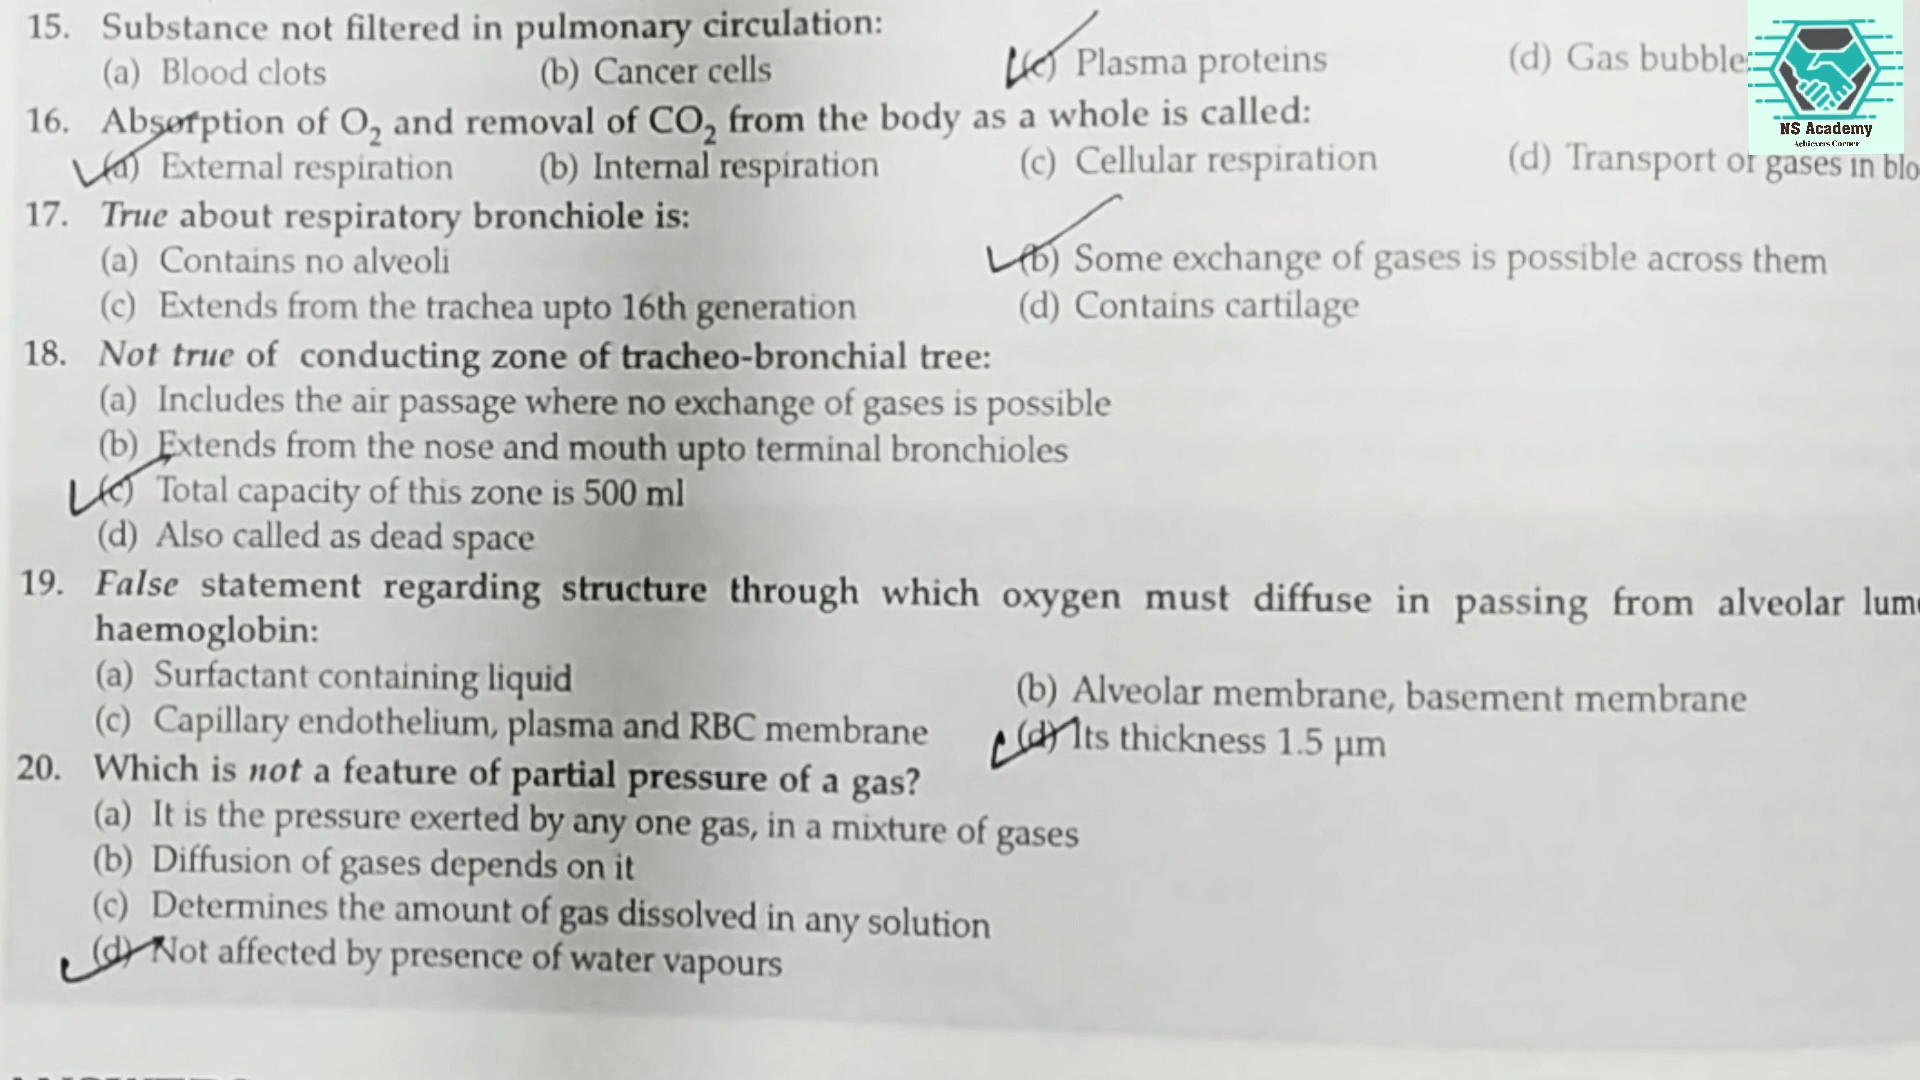 15. Substance not filtered in pulmonary circulation:
(a) Blood clots (b) Cancer cells (c) Plasma proteins (d) Gas bubble
16. Absorption of O₂ and removal of CO₂ from the body as a whole is called:
(a) External respiration (b) Internal respiration (c) Cellular respiration (d) Transport of gases in blo
17. True about respiratory bronchiole is:
(a) Contains no alveoli (b) Some exchange of gases is possible across them
(c) Extends from the trachea upto 16th generation (d) Contains cartilage
18. Not true of conducting zone of tracheo-bronchial tree:
(a) Includes the air passage where no exchange of gases is possible
(b) Extends from the nose and mouth upto terminal bronchioles
(c) Total capacity of this zone is 500 ml
(d) Also called as dead space
19. False statement regarding structure through which oxygen must diffuse in passing from alveolar lum
haemoglobin:
(a) Surfactant containing liquid (b) Alveolar membrane, basement membrane
(c) Capillary endothelium, plasma and RBC membrane (d) Its thickness 1.5 µm
20. Which is not a feature of partial pressure of a gas?
(a) It is the pressure exerted by any one gas, in a mixture of gases
(b) Diffusion of gases depends on it
(c) Determines the amount of gas dissolved in any solution
(d) Not affected by presence of water vapours
NS Academy
Achievers Corner